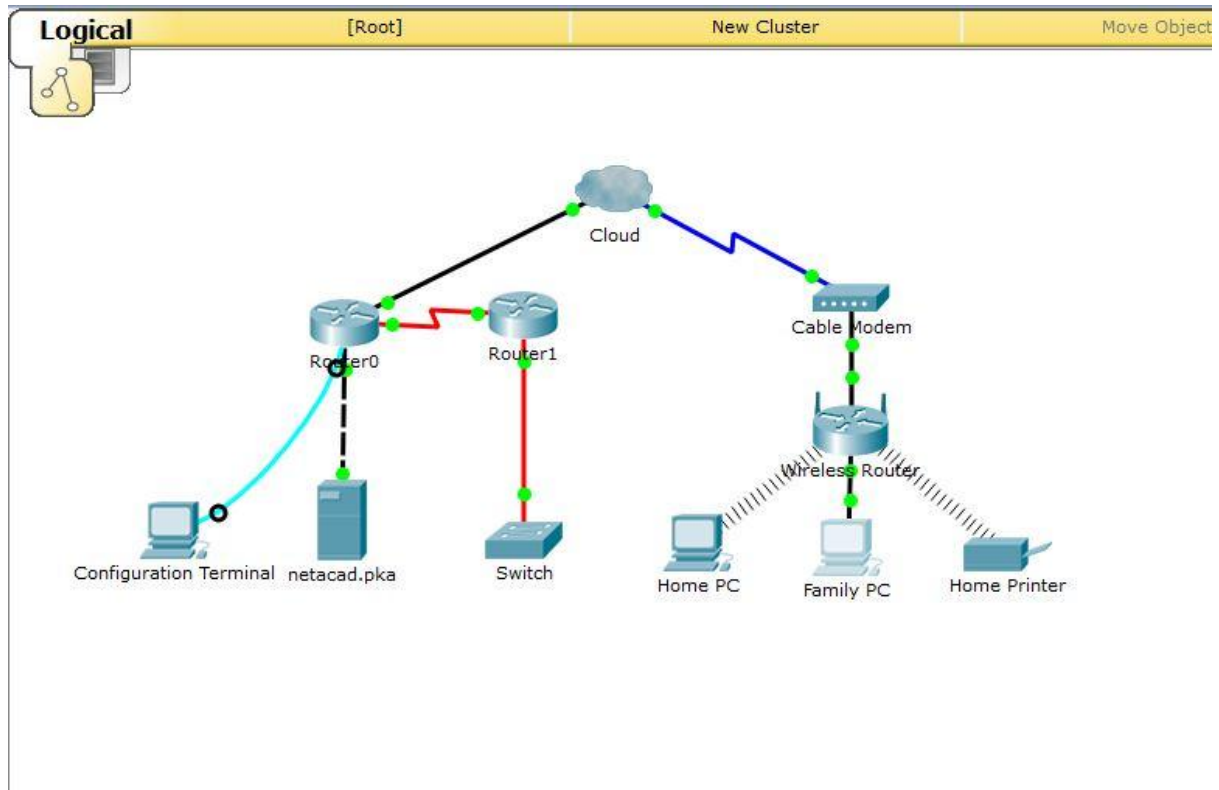 Logical
[Root]
New Cluster
Move Object
Cloud
Cable Modem
Router0
Router1
Wireless Router
Configuration Terminal
netacad.pka
Switch
Home PC
Family PC
Home Printer